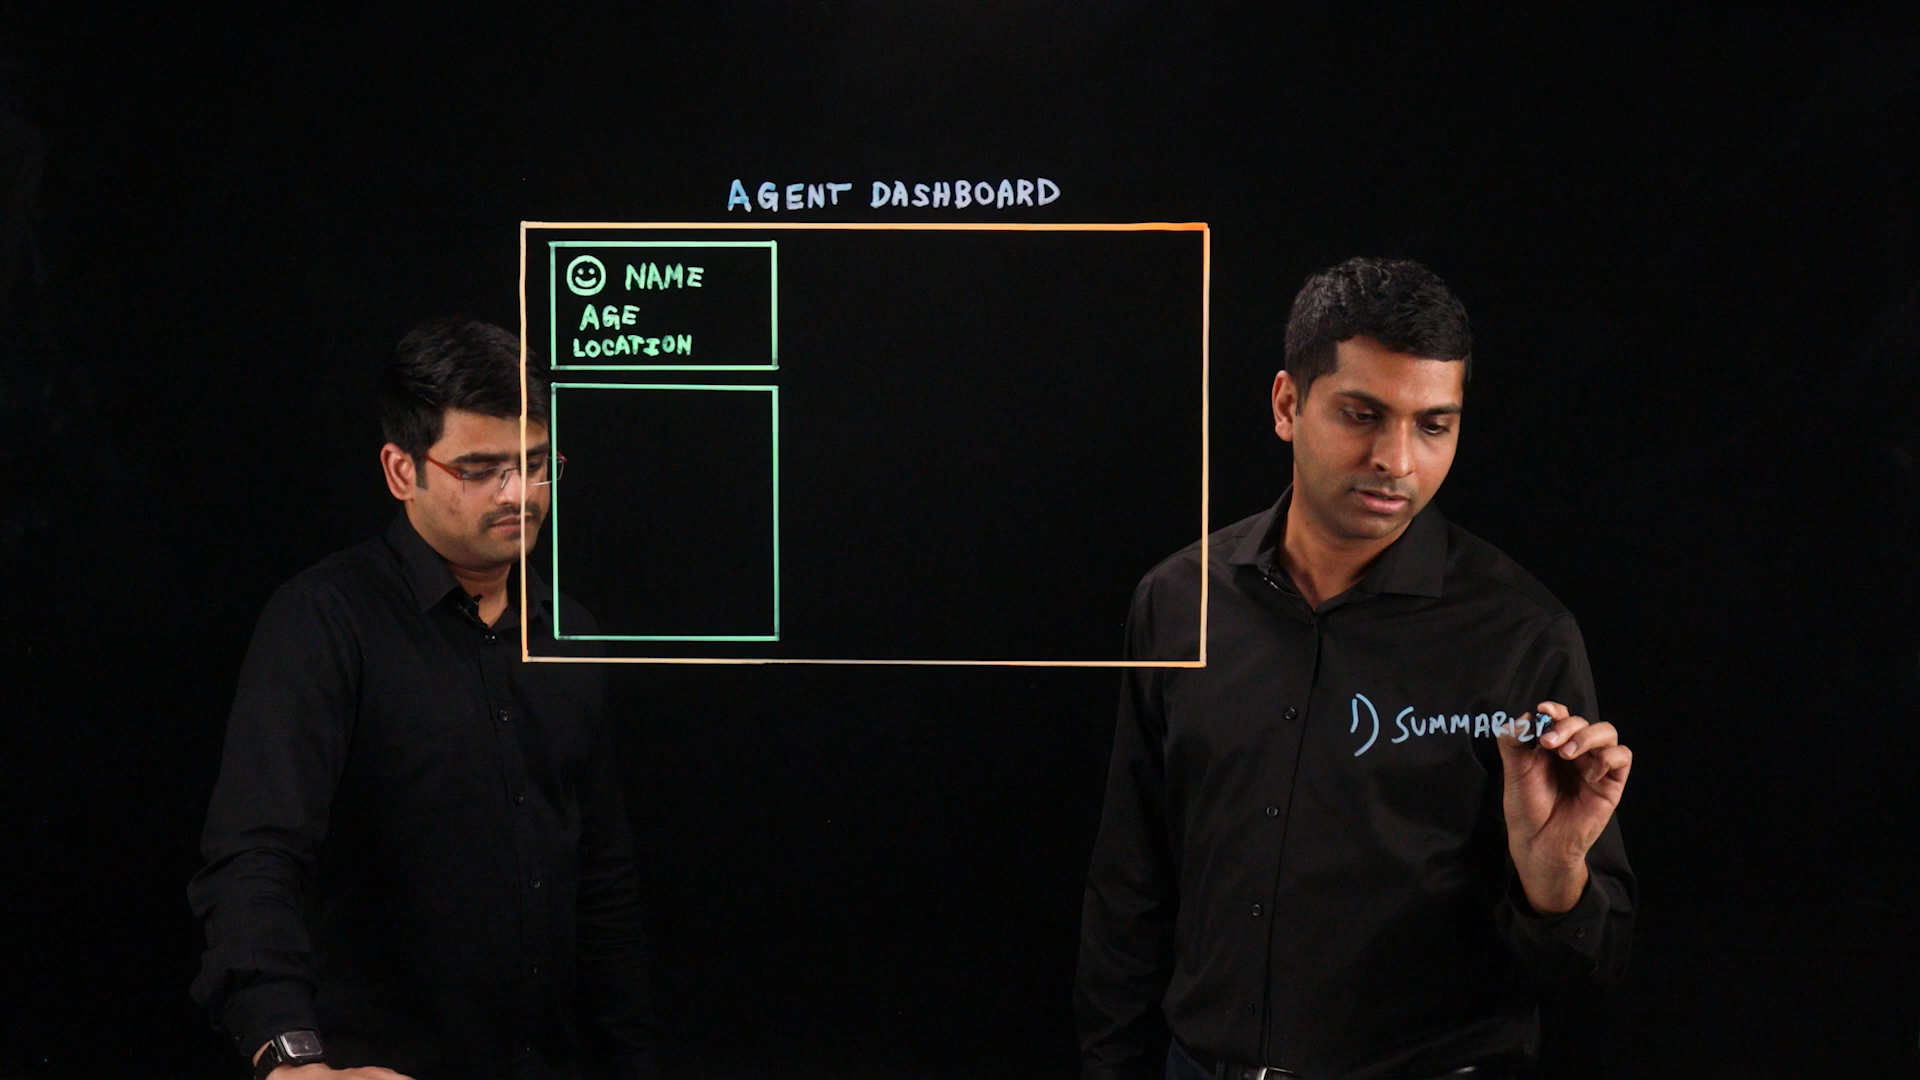 AGENT DASHBOARD
NAME
AGE
LOCATION
1) SUMMARIZ